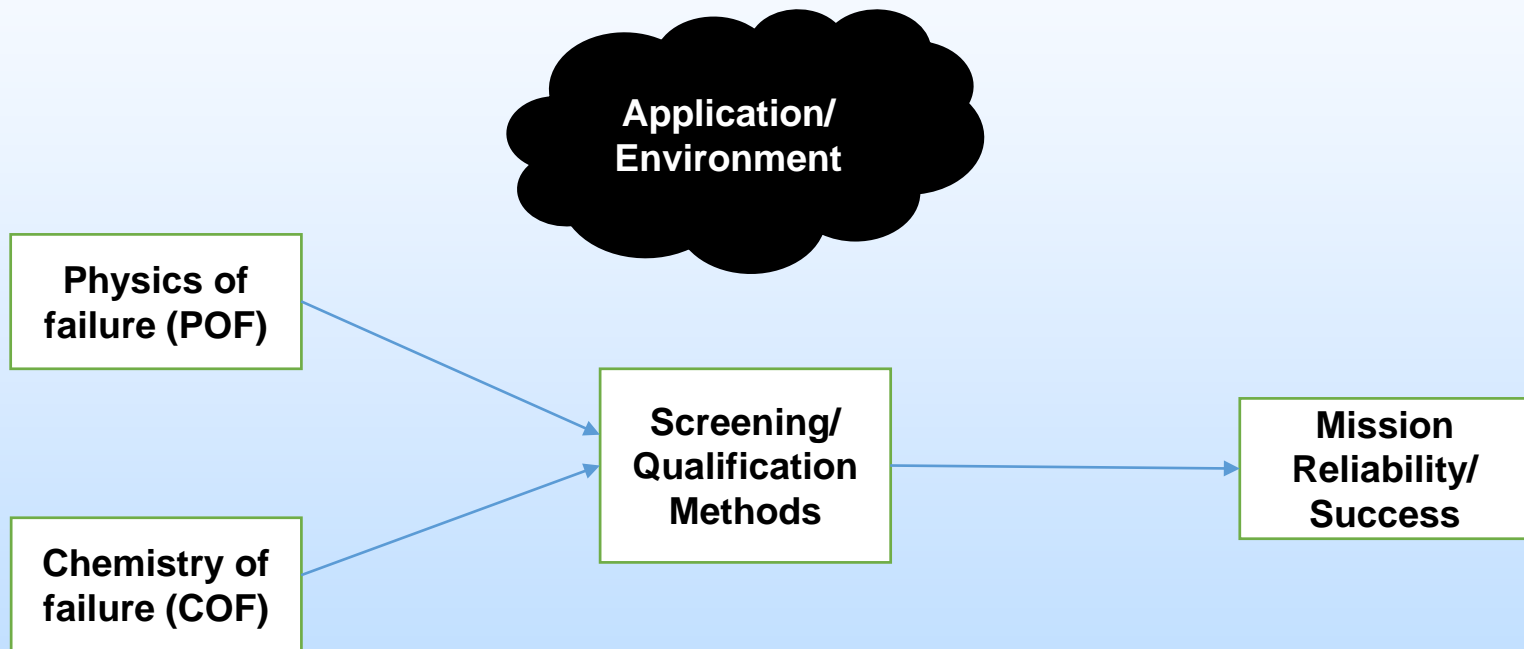 Application/
Environment
Physics of
failure (POF)
Screening/
Qualification
Methods
Mission
Reliability/
Success
Chemistry of
failure (COF)